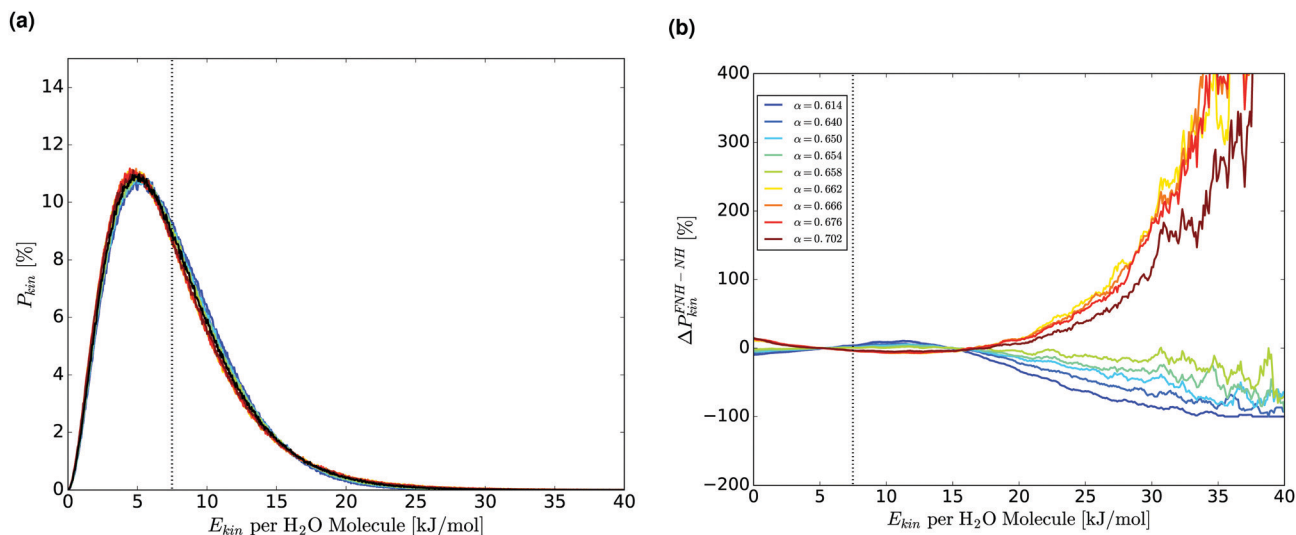 (a)
14
12
10
8
6
4
2
0
P_kin [%]
0 5 10 15 20 25 30 35 40
E_kin per H₂O Molecule [kJ/mol]
(b)
400
300
200
100
0
−100
−200
ΔP_kin^{FNH−NH} [%]
α = 0.614
α = 0.640
α = 0.650
α = 0.654
α = 0.658
α = 0.662
α = 0.666
α = 0.676
α = 0.702
0 5 10 15 20 25 30 35 40
E_kin per H₂O Molecule [kJ/mol]